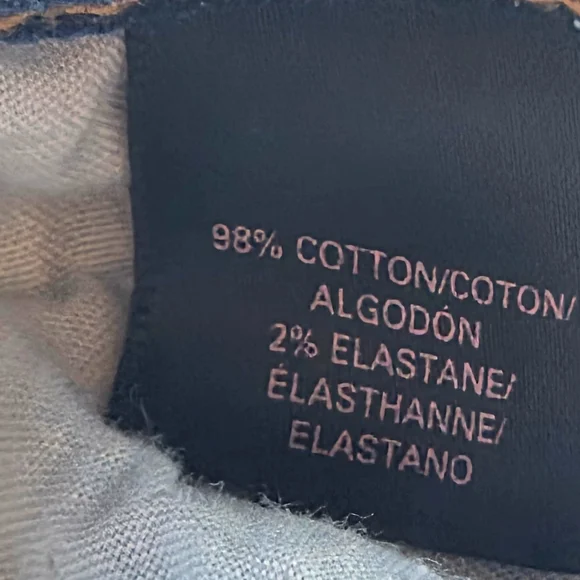 98% COTTON/COTON/
ALGODÓN
2% ELASTANE/
ÉLASTHANNE/
ELASTANO